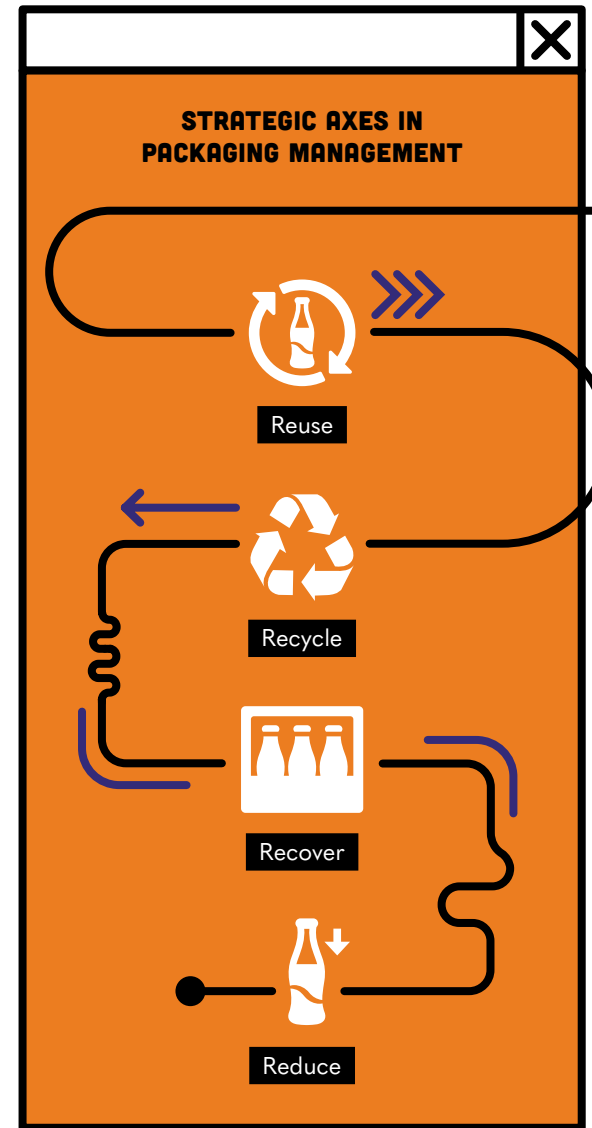 STRATEGIC AXES IN
PACKAGING MANAGEMENT
Reuse
Recycle
Recover
Reduce